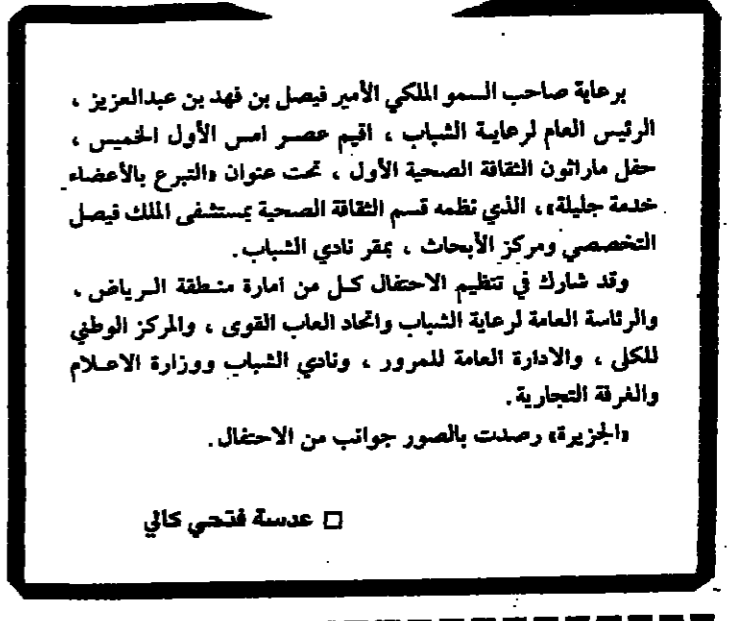 برعاية صاحب السمو الملكي الأمير فيصل بن فهد بن عبدالعزيز ،
الرئيس العام لرعاية الشباب ، اقيم عصر امس الأول الخميس ،
حفل ماراثون الثقافة الصحية الأول ، تحت عنوان «التبرع بالأعضاء
خدمة جليلة» ، الذي نظمه قسم الثقافة الصحية بمستشفى الملك فيصل
التخصصي ومركز الأبحاث ، بمقر نادي الشباب .
وقد شارك في تنظيم الاحتفال كل من امارة منطقة الرياض ،
والرئاسة العامة لرعاية الشباب واتحاد العاب القوى ، والمركز الوطني
للكلى ، والادارة العامة للمرور ، ونادي الشباب ووزارة الاعلام
والغرفة التجارية .
«الجزيرة» رصدت بالصور جوانب من الاحتفال .
□ عدسة فتحي كالي